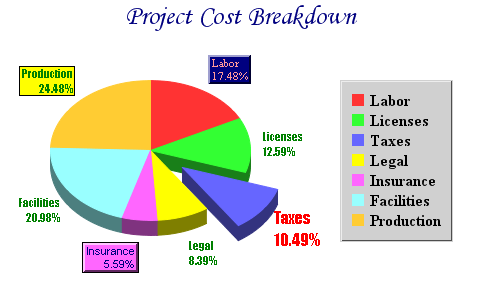 Project Cost Breakdown
Labor
17.48%
Production
24.48%
Licenses
12.59%
Taxes
10.49%
Legal
8.39%
Insurance
5.59%
Facilities
20.98%
Labor
Licenses
Taxes
Legal
Insurance
Facilities
Production